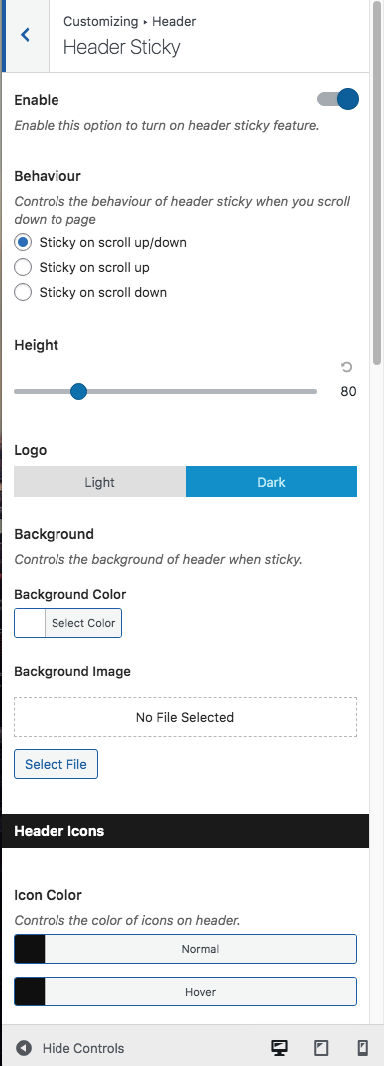 Customizing ▸ Header
Header Sticky
Enable
Enable this option to turn on header sticky feature.
Behaviour
Controls the behaviour of header sticky when you scroll
down to page
Sticky on scroll up/down
Sticky on scroll up
Sticky on scroll down
Height
80
Logo
Light Dark
Background
Controls the background of header when sticky.
Background Color
Select Color
Background Image
No File Selected
Select File
Header Icons
Icon Color
Controls the color of icons on header.
Normal
Hover
Hide Controls